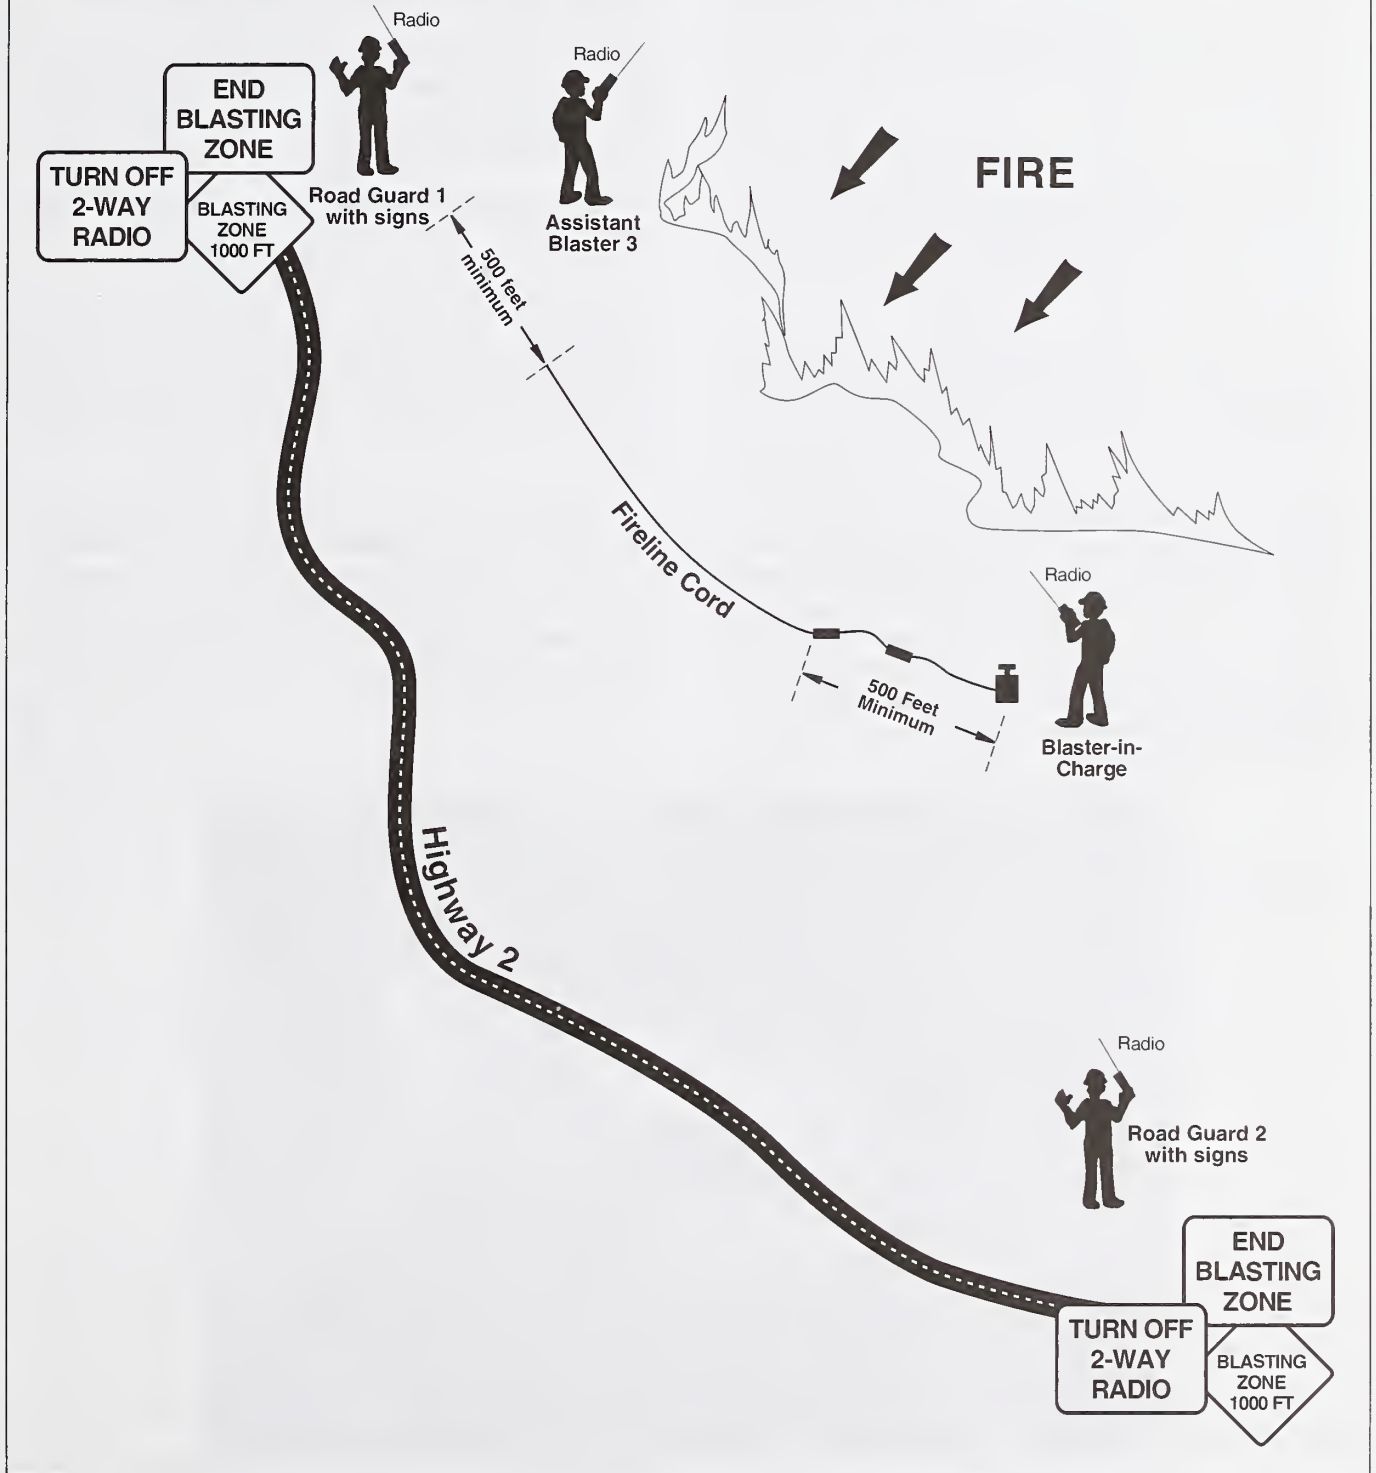 Radio
Radio
END
BLASTING
ZONE
TURN OFF
2-WAY
RADIO
BLASTING
ZONE
1000 FT
Road Guard 1
with signs
Assistant
Blaster 3
FIRE
500 feet
minimum
Fireline Cord
Radio
500 Feet
Minimum
Blaster-in-
Charge
Highway 2
Radio
Road Guard 2
with signs
END
BLASTING
ZONE
TURN OFF
2-WAY
RADIO
BLASTING
ZONE
1000 FT